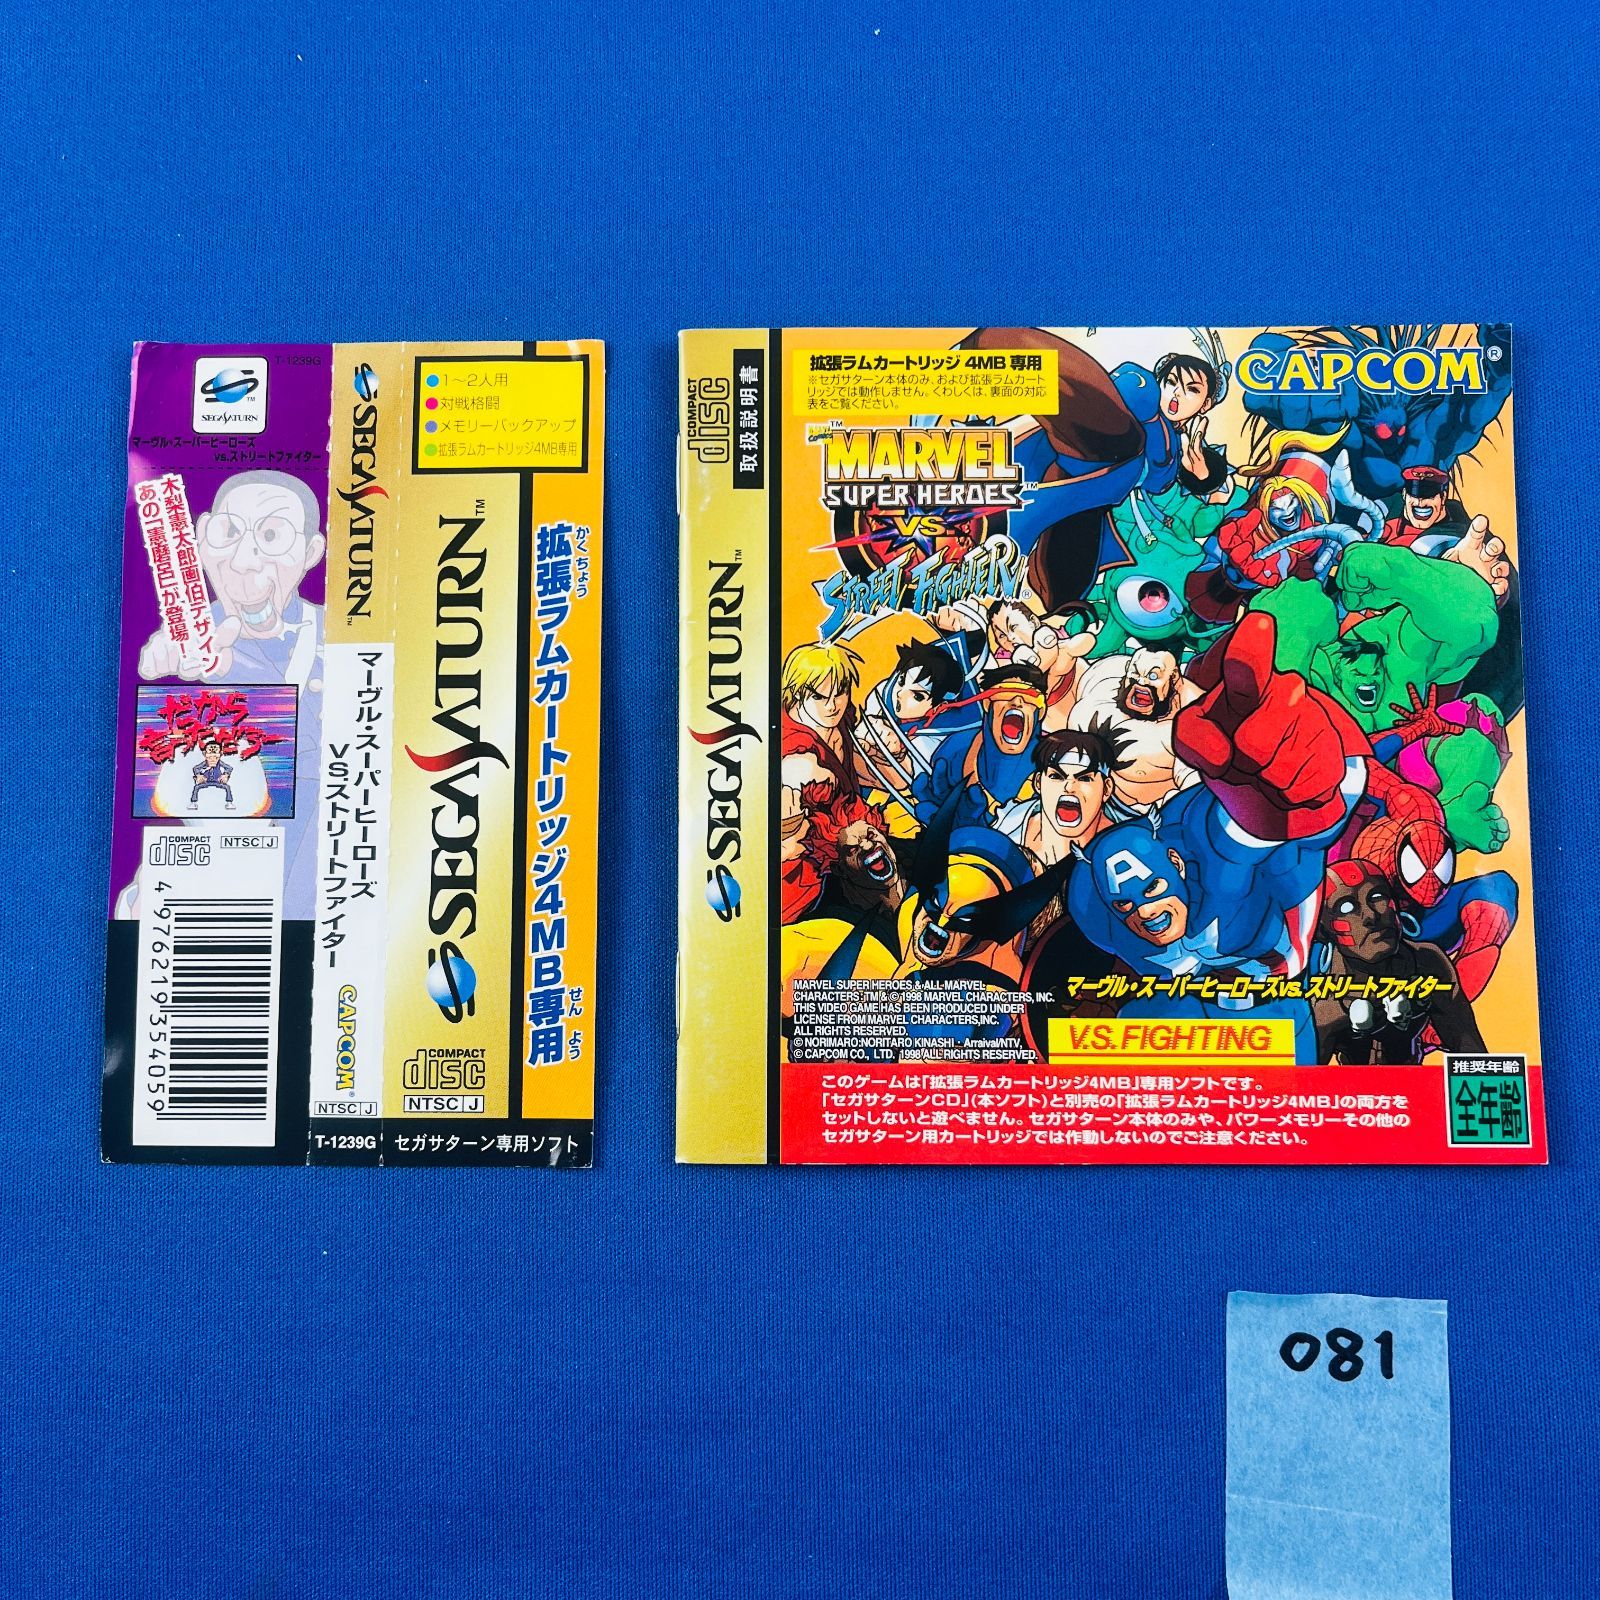 T-1239G
SEGA SATURN™
マーヴル・スーパーヒーローズ
vs.ストリートファイター
木梨憲太郎画伯デザイン
あの「憲磨呂」が登場!
だから
COMPACT
disc
NTSC J
4 976219 354059
SEGA SATURN™
マーヴル・スーパーヒーローズ
VS.ストリートファイター
CAPCOM®
NTSC J
T-1239G
●1〜2人用
●対戦格闘
●メモリーバックアップ
●拡張ラムカートリッジ4MB専用
SEGA SATURN™
COMPACT
disc
NTSC J
かくちょう
せんよう
拡張ラムカートリッジ4MB専用
セガサターン専用ソフト
COMPACT
disc
取扱説明書
SEGA SATURN™
拡張ラムカートリッジ 4MB 専用
※セガサターン本体のみ、および拡張ラムカート
リッジでは動作しません。くわしくは、裏面の対応
表をご覧ください。
CAPCOM®
MARVEL™
SUPER HEROES™
VS.
STREET FIGHTER®
A
マーヴル・スーパーヒーローズvs.ストリートファイター
MARVEL SUPER HEROES & ALL MARVEL
CHARACTERS: TM & © 1998 MARVEL CHARACTERS, INC.
THIS VIDEO GAME HAS BEEN PRODUCED UNDER
LICENSE FROM MARVEL CHARACTERS,INC.
ALL RIGHTS RESERVED.
© NORIMARO:NORITARO KINASHI・Arraival/NTV,
© CAPCOM CO., LTD. 1998 ALL RIGHTS RESERVED.
V.S. FIGHTING
このゲームは「拡張ラムカートリッジ4MB」専用ソフトです。
「セガサターンCD」(本ソフト)と別売の「拡張ラムカートリッジ4MB」の両方を
セットしないと遊べません。セガサターン本体のみや、パワーメモリーその他の
セガサターン用カートリッジでは作動しないのでご注意ください。
推奨年齢
全年齢
081